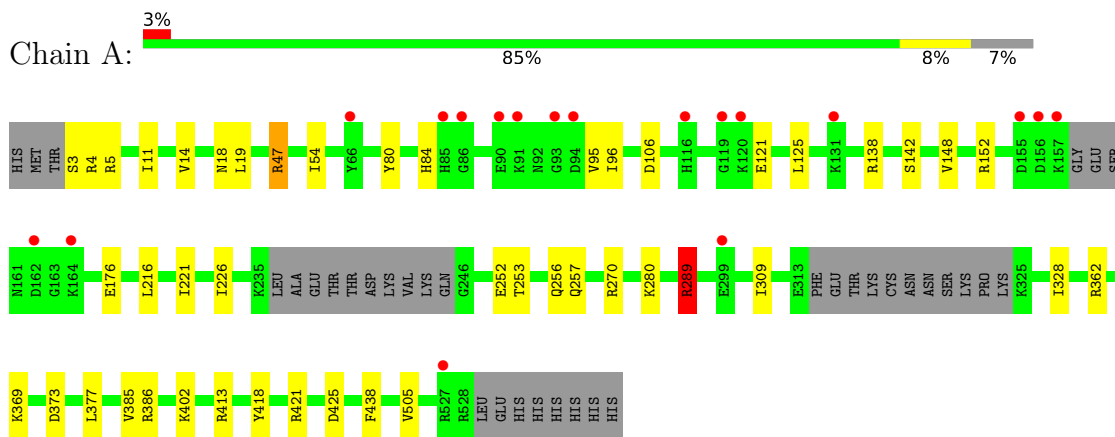 3%
Chain A:
85% 8% 7%
HIS MET THR S3 R4 R5 I11 V14 N18 L19 R47 I54 Y66 Y80 H84 H85 G86 E90 K91 N92 G93 D94 V95 I96 D106 H116 G119 K120 E121 L125 K131 R138 S142 V148 R152 D155 D156 K157 GLY GLU SER
N161 D162 G163 K164 E176 L216 I221 I226 K235 LEU ALA GLU THR THR ASP LYS VAL LYS GLN G246 E252 T253 Q256 Q257 R270 K280 R289 E299 I309 E313 PHE GLU THR LYS CYS ASN ASN SER LYS PRO LYS K325 I328 R362
K369 D373 L377 V385 R386 K402 R413 Y418 R421 D425 F438 V505 R527 R528 LEU GLU HIS HIS HIS HIS HIS HIS